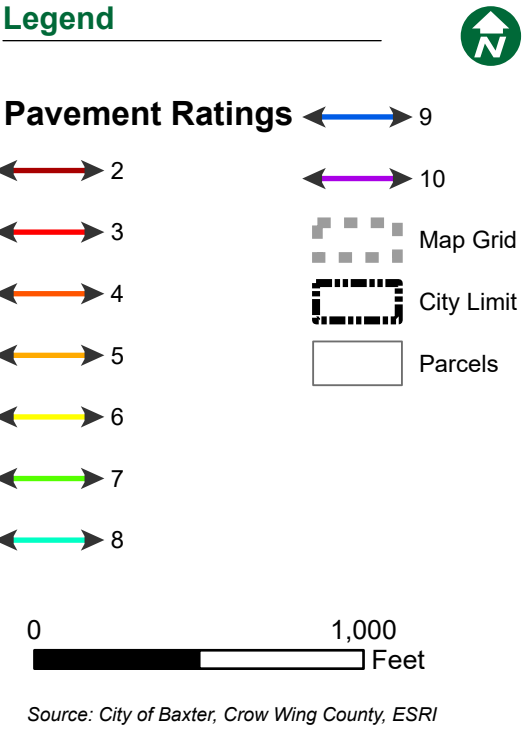 Legend
N
Pavement Ratings
2
3
4
5
6
7
8
9
10
Map Grid
City Limit
Parcels
0 1,000
Feet
Source: City of Baxter, Crow Wing County, ESRI